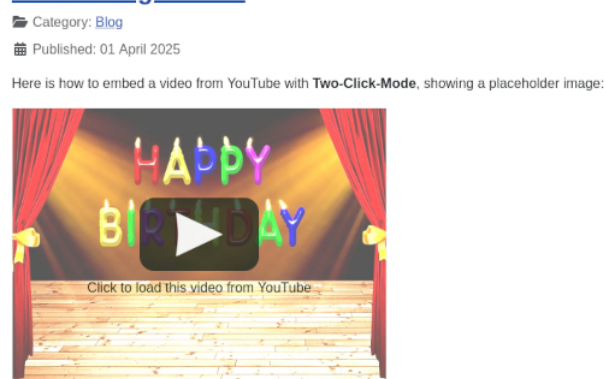 Category: Blog
Published: 01 April 2025
Here is how to embed a video from YouTube with Two-Click-Mode, showing a placeholder image:
HAPPY
BIRTHDAY
Click to load this video from YouTube